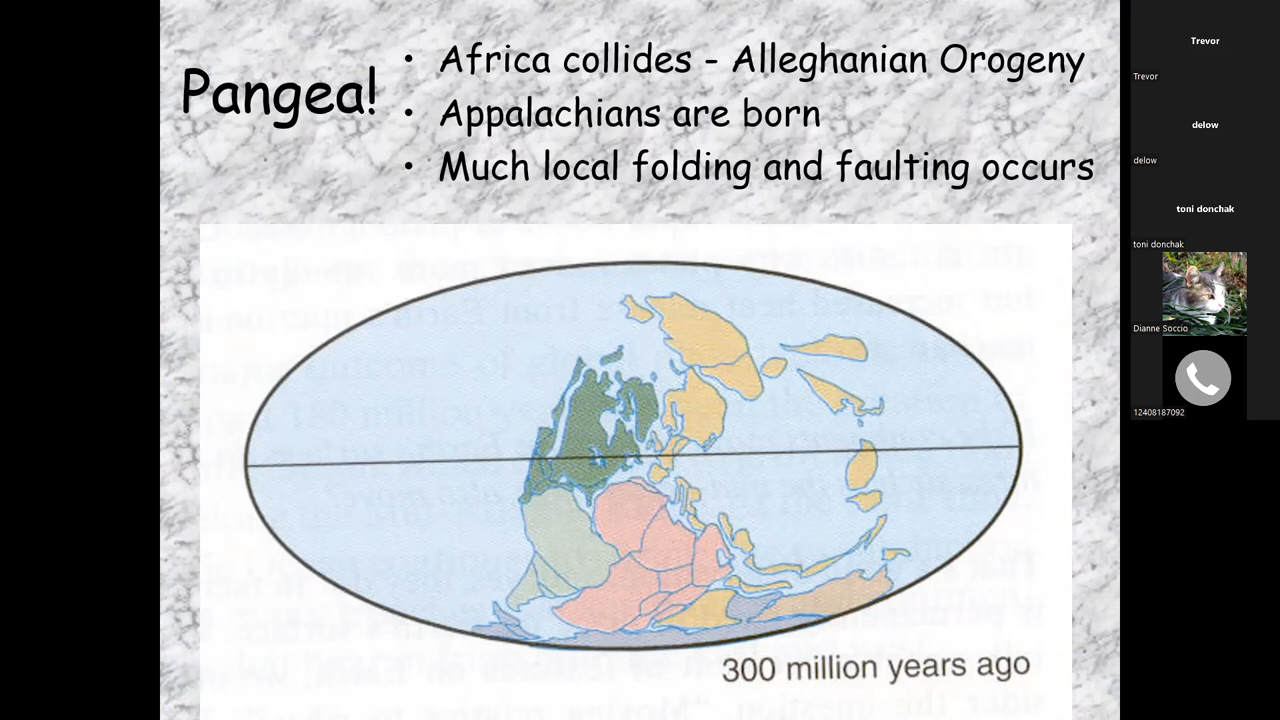 Pangea!
• Africa collides - Alleghanian Orogeny
• Appalachians are born
• Much local folding and faulting occurs
300 million years ago
Trevor
Trevor
delow
delow
toni donchak
toni donchak
Dianne Soccio
12408187092